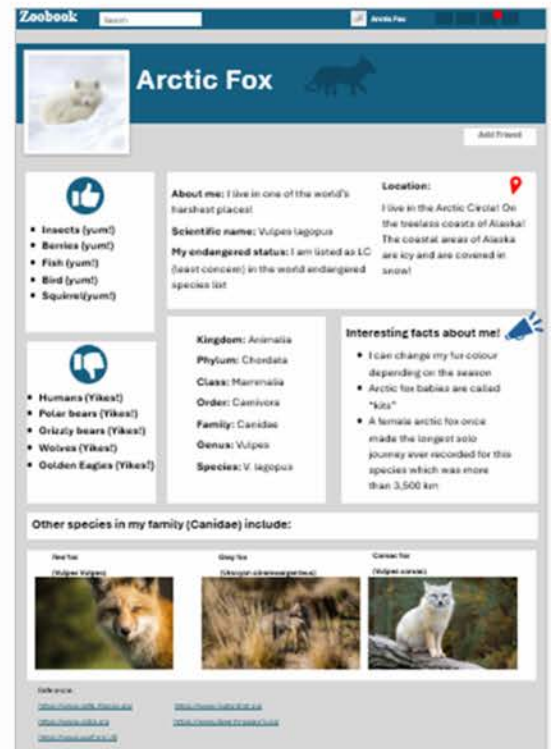 Zoobook
Search
Arctic Fox
Arctic Fox
Add Friend
Insects (yum!)
Berries (yum!)
Fish (yum!)
Bird (yum!)
Squirrel(yum!)
About me: I live in one of the world's
harshest places!
Scientific name: Vulpes lagopus
My endangered status: I am listed as LC
(least concern) in the world endangered
species list
Location:
I live in the Arctic Circle! On
the treeless coasts of Alaska!
The coastal areas of Alaska
are icy and are covered in
snow!
Humans (Yikes!)
Polar bears (Yikes!)
Grizzly bears (Yikes!)
Wolves (Yikes!)
Golden Eagles (Yikes!)
Kingdom: Animalia
Phylum: Chordata
Class: Mammalia
Order: Carnivora
Family: Canidae
Genus: Vulpes
Species: V. lagopus
Interesting facts about me!
I can change my fur colour
depending on the season
Arctic fox babies are called
"kits"
A female arctic fox once
made the longest solo
journey ever recorded for this
species which was more
than 3,500 km
Other species in my family (Canidae) include:
Red fox
(Vulpes Vulpes)
Grey fox
(Urocyon cinereoargenteus)
Corsac fox
(Vulpes corsac)